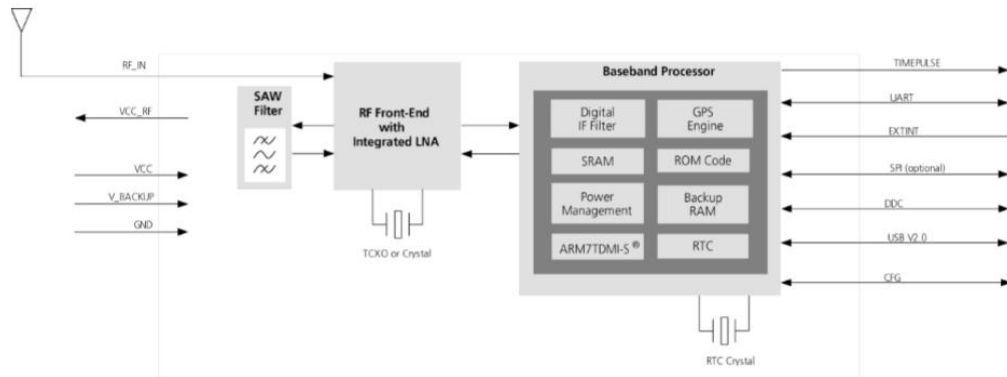 RF_IN
VCC_RF
VCC
V_BACKUP
GND
SAW
Filter
RF Front-End
with
Integrated LNA
TCXO or Crystal
Baseband Processor
Digital
IF Filter
GPS
Engine
SRAM
ROM Code
Power
Management
Backup
RAM
ARM7TDMI-S®
RTC
RTC Crystal
TIMEPULSE
UART
EXTINT
SPI (optional)
DDC
USB V2.0
CFG